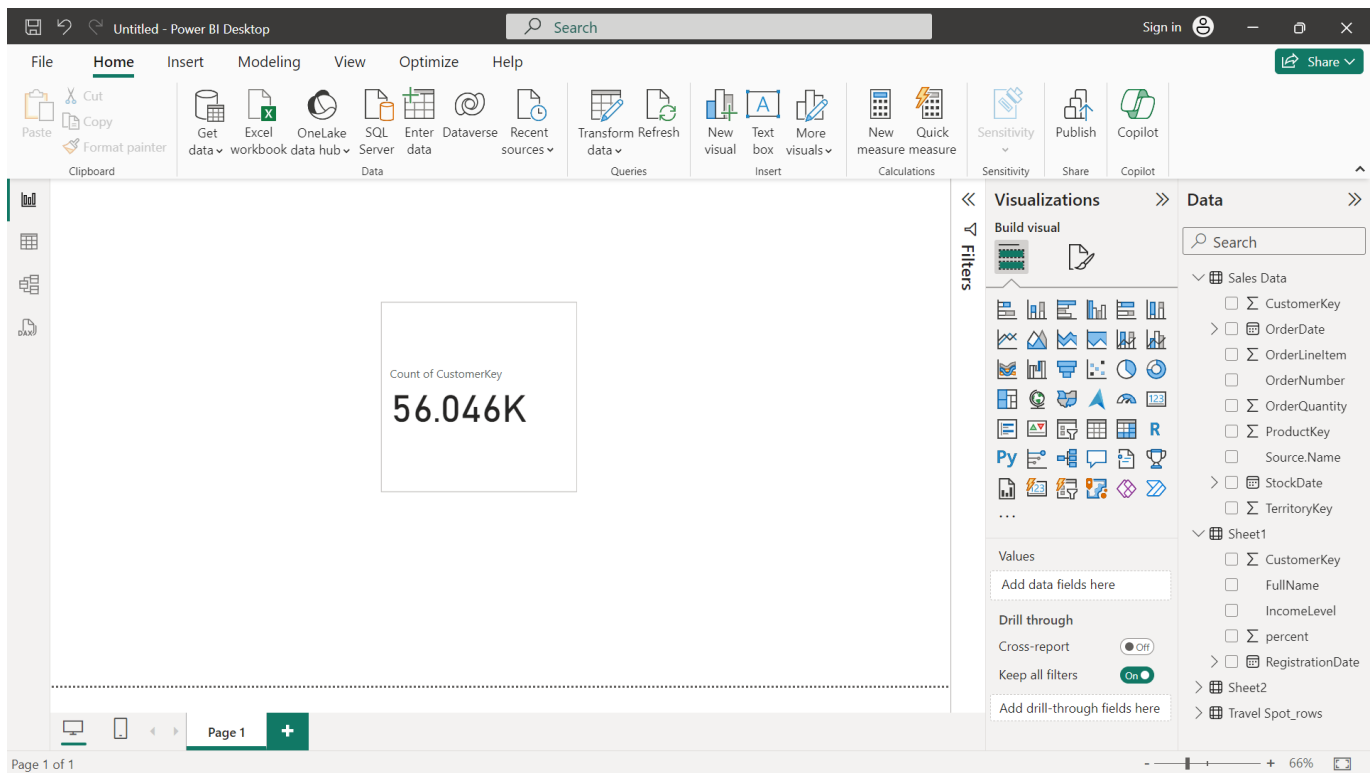 Untitled - Power BI Desktop
Search
Sign in
File Home Insert Modeling View Optimize Help
Share
Paste
Cut
Copy
Format painter
Clipboard
Get data
Excel workbook
OneLake data hub
SQL Server
Enter data
Dataverse
Recent sources
Data
Transform data
Refresh
Queries
New visual
Text box
More visuals
Insert
New measure
Quick measure
Calculations
Sensitivity
Sensitivity
Publish
Share
Copilot
Copilot
DAX
Count of CustomerKey
56.046K
Filters
Visualizations
Build visual
123
R
Py
123
...
Values
Add data fields here
Drill through
Cross-report
Off
Keep all filters
On
Add drill-through fields here
Data
Search
Sales Data
CustomerKey
OrderDate
OrderLineItem
OrderNumber
OrderQuantity
ProductKey
Source.Name
StockDate
TerritoryKey
Sheet1
CustomerKey
FullName
IncomeLevel
percent
RegistrationDate
Sheet2
Travel Spot_rows
Page 1
Page 1 of 1
66%